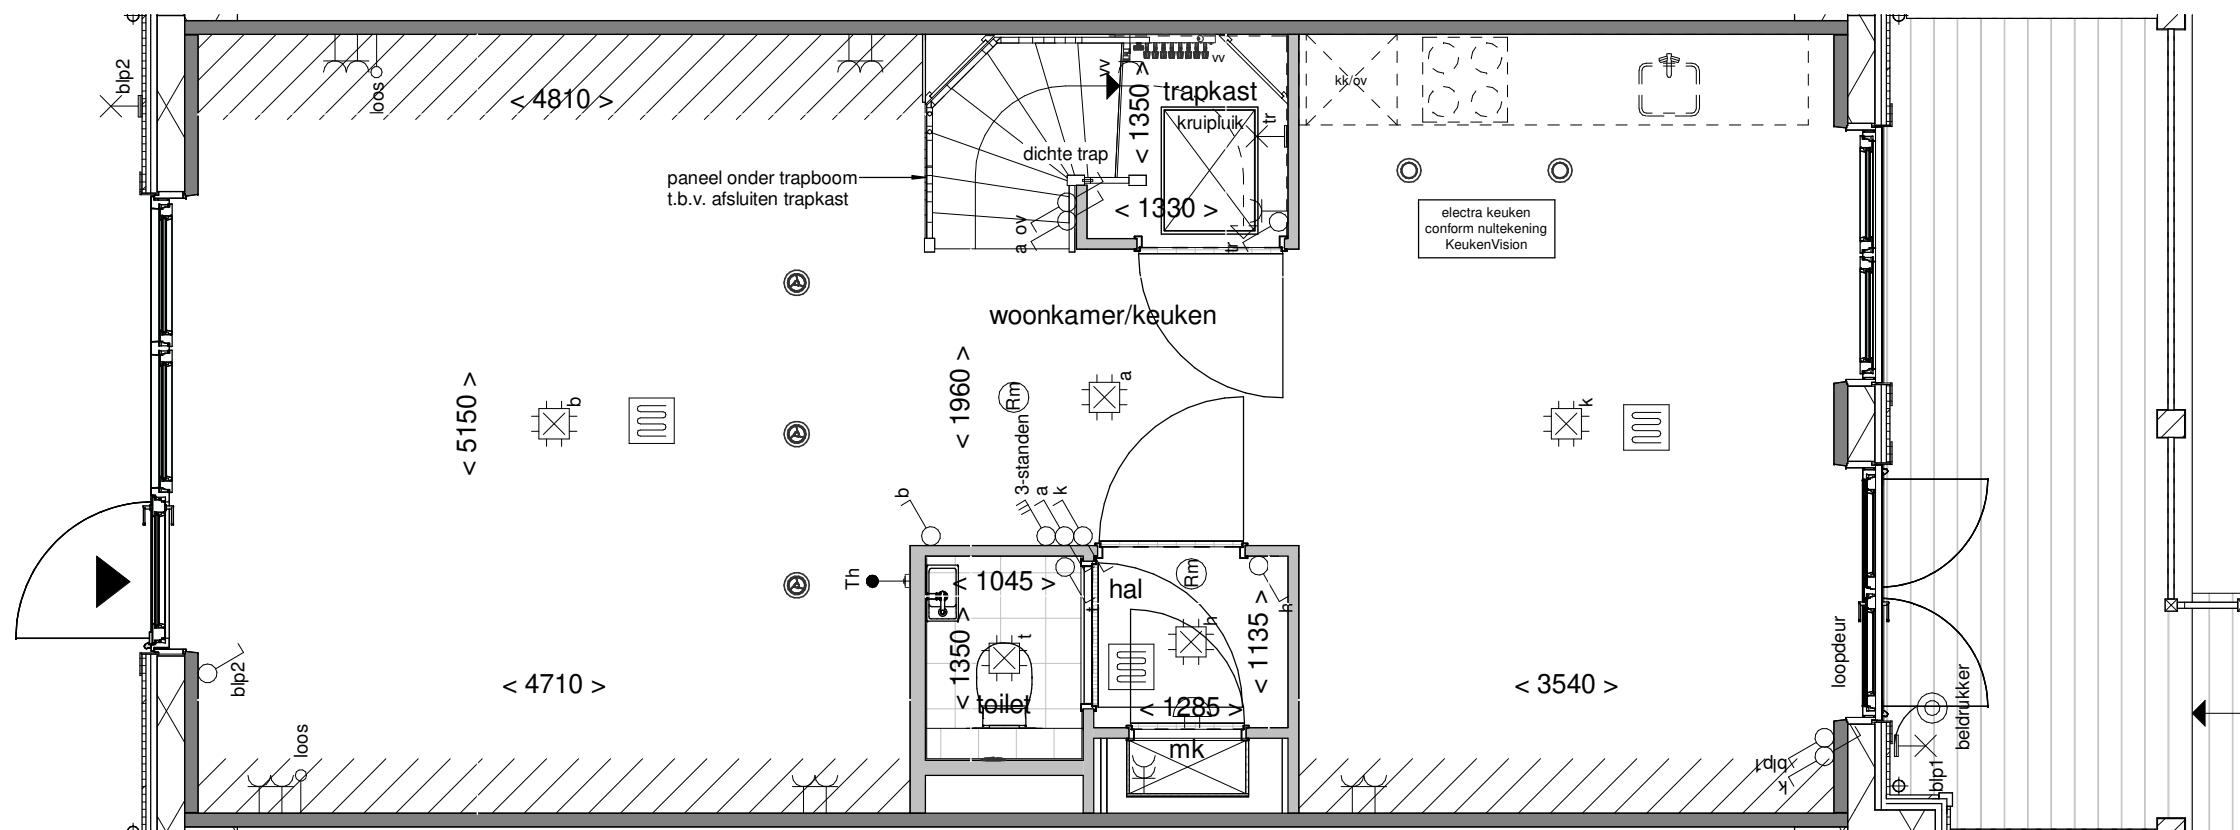 blp2
loos
< 4810 >
vv
< 1350 >
vv
trapkast
kruipluik
tr
kk/ov
dichte trap
paneel onder trapboom
t.b.v. afsluiten trapkast
< 1330 >
a ov
tr
electra keuken
conform nultekening
KeukenVision
woonkamer/keuken
< 5150 >
b
< 1960 >
Rm
a
k
b
3-standen
a
k
Th
< 1045 >
t
hal
Rm
h
h
< 1135 >
< 1350 >
t
toilet
< 1285 >
mk
blp2
< 4710 >
loos
< 3540 >
loopdeur
beldrukker
blp1
k
blp1